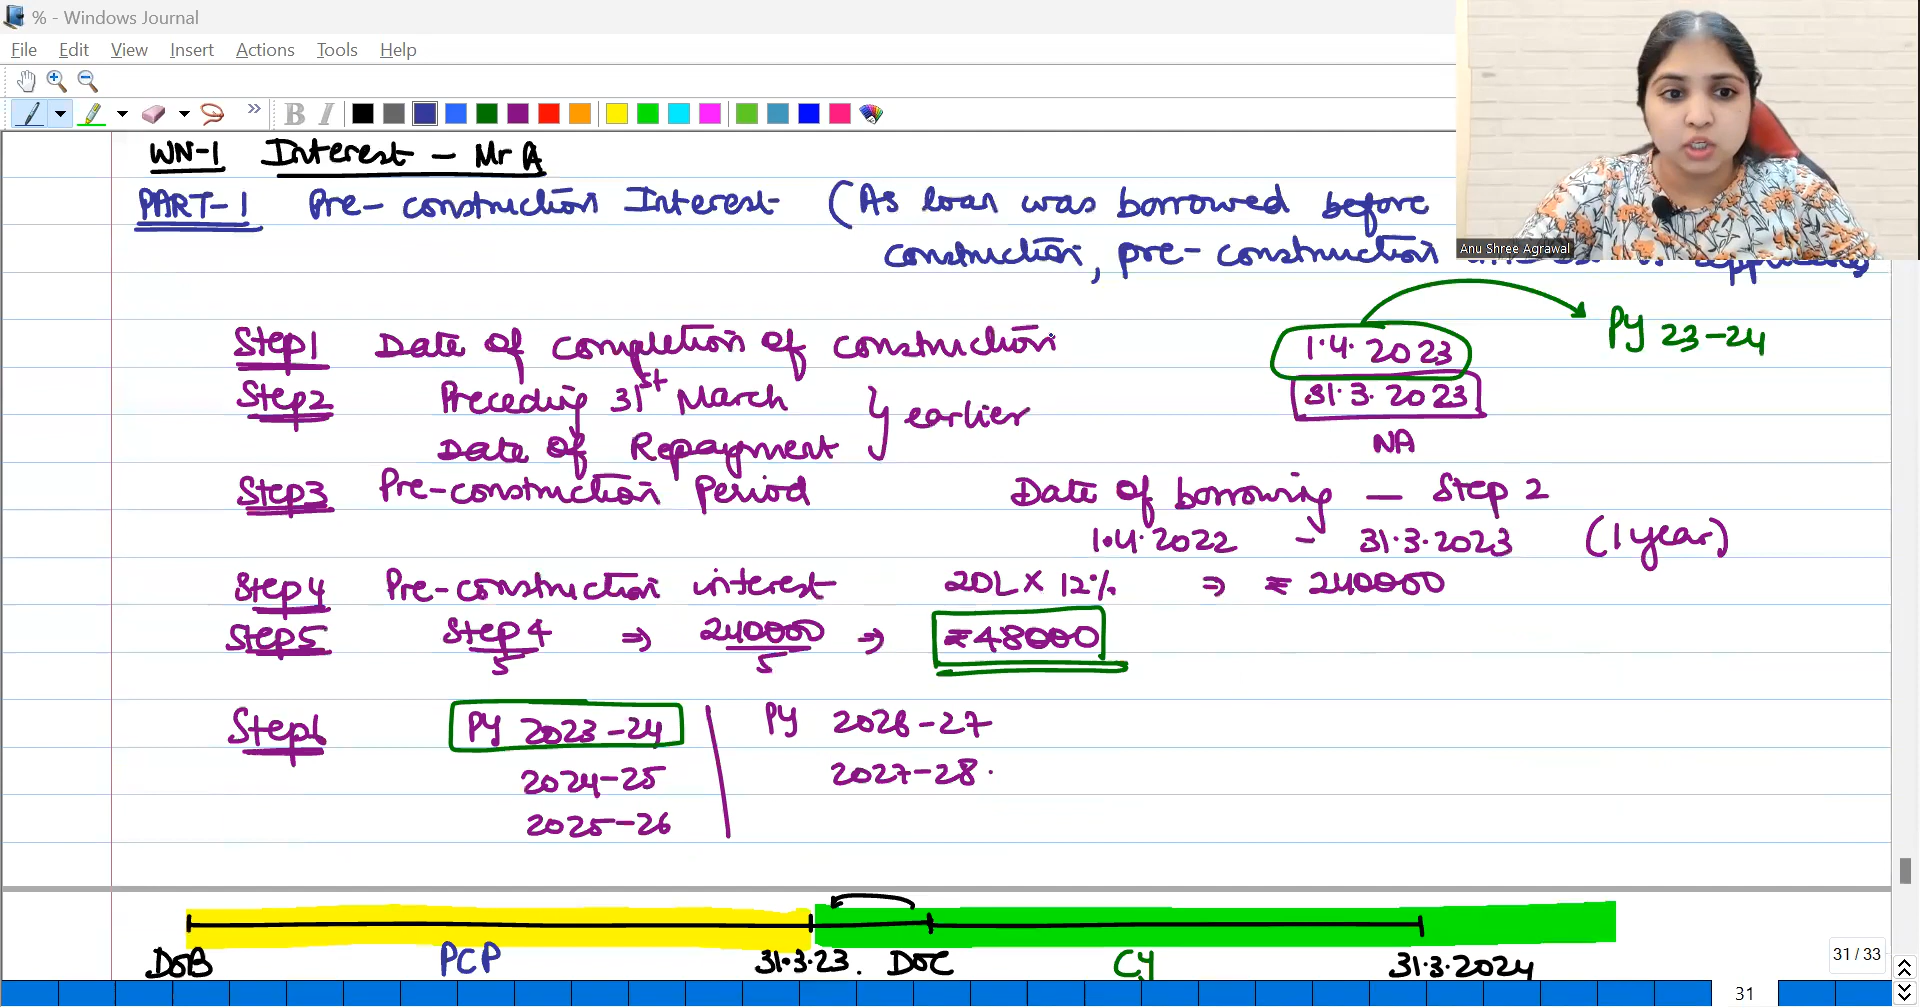 % - Windows Journal
File Edit View Insert Actions Tools Help
B I
WN-1 Interest - Mr A
PART-1 Pre-construction Interest (As loan was borrowed before
construction, pre-construction
Anu Shree Agrawal
Step1 Date of completion of construction 1.4.2023 PY 23-24
Step2 Preceding 31st March } earlier 31.3.2023
Date of Repayment NA
Step3 Pre-construction Period Date of borrowing - Step 2
1.4.2022 - 31.3.2023 (1 year)
Step4 Pre-construction interest 20L x 12% ⇒ ₹ 240000
Step5 Step 4/5 ⇒ 240000/5 ⇒ ₹48000
Step6 PY 2023-24 PY 2026-27
2024-25 2027-28.
2025-26
DOB PCP 31.3.23. DOC CY 31.3.2024
31 / 33
31